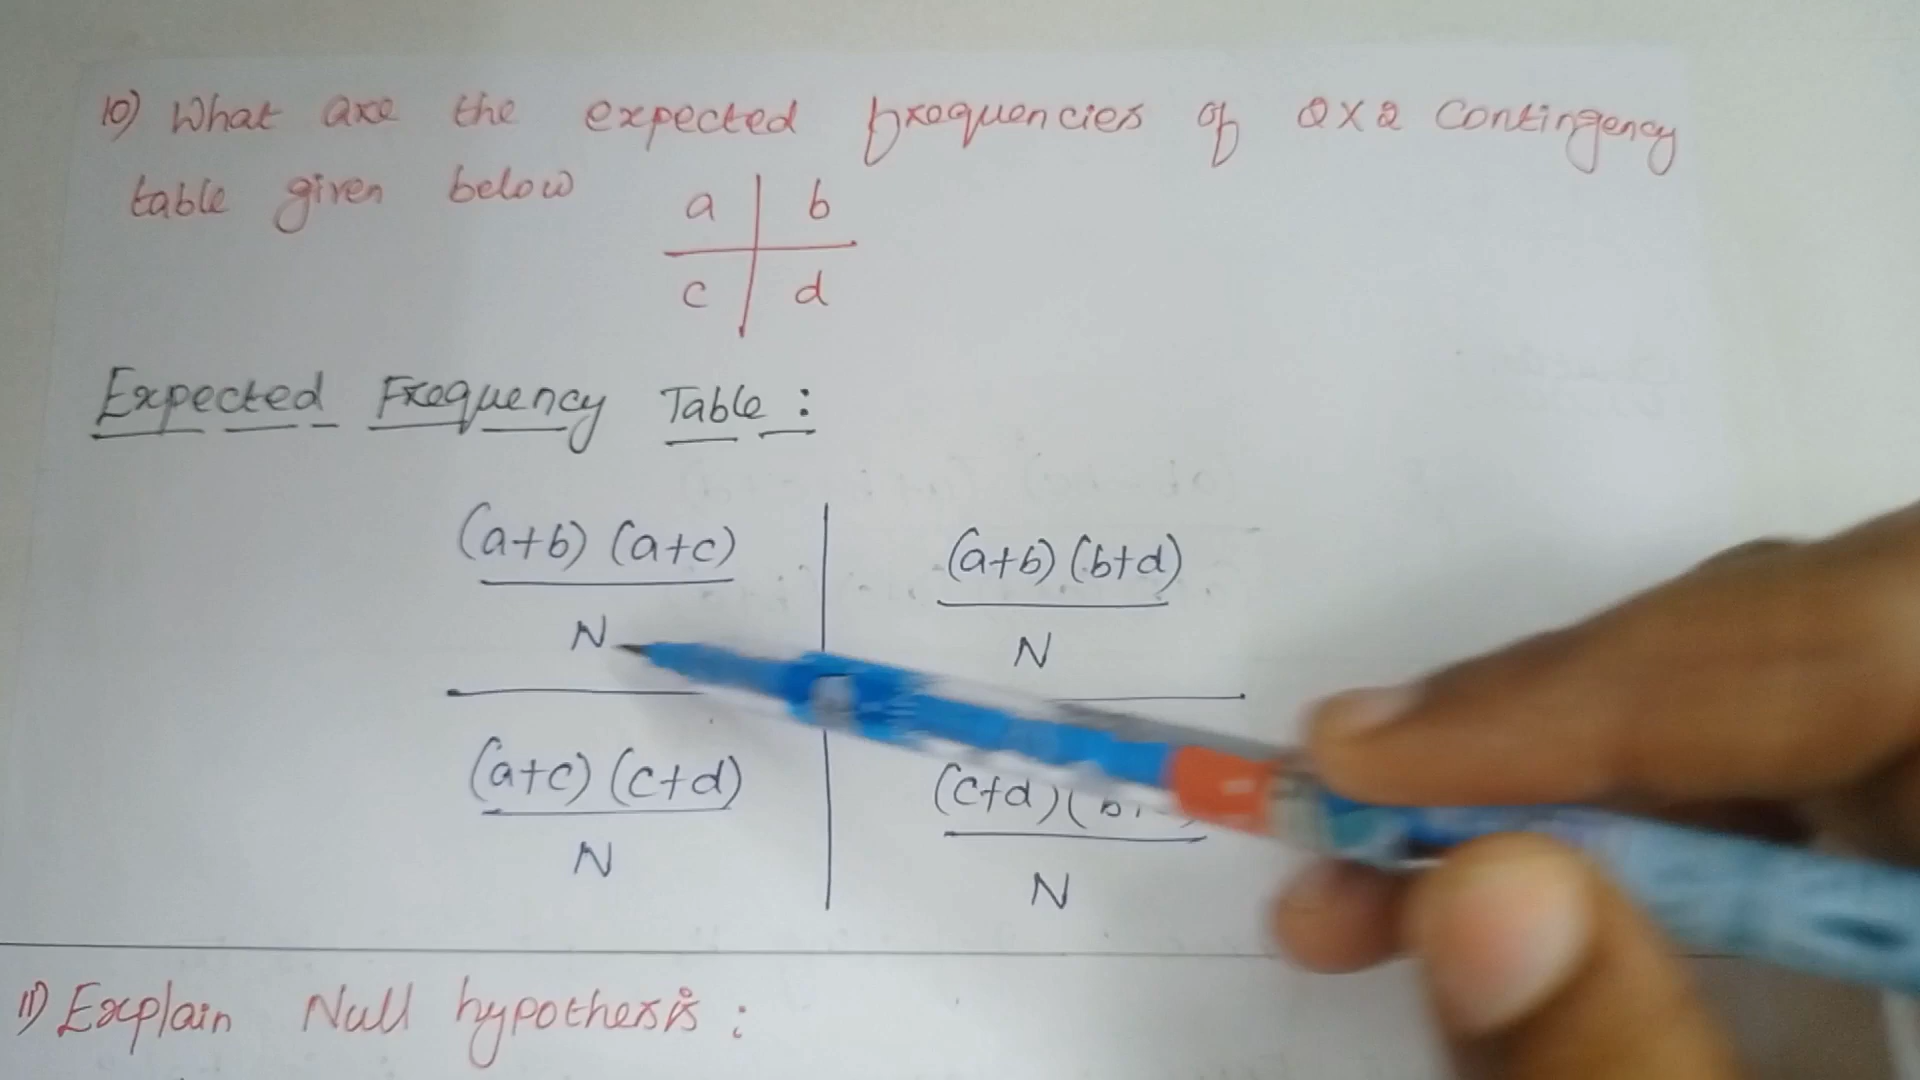 10) What are the expected frequencies of 2X2 Contingency
table given below
a b
c d
Expected Frequency Table :
(a+b) (a+c) (a+b) (b+d)
N N
(a+c) (c+d) (c+d)
N N
11) Explain Null hypothesis :